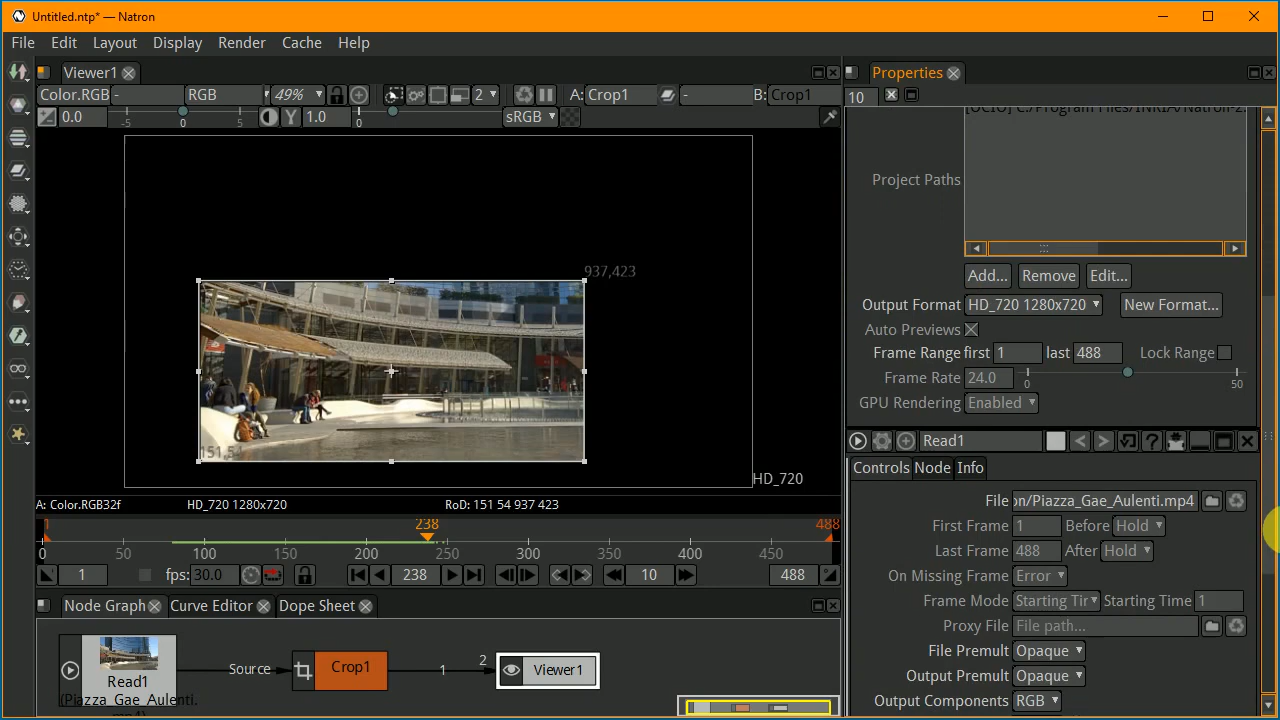 Untitled.ntp* — Natron
File Edit Layout Display Render Cache Help
Viewer1
Properties
Color.RGB - RGB 49% 2 A: Crop1 - B: Crop1
10
0.0 -5 0 5 Y 1.0 0 sRGB
Project Paths
Add... Remove Edit...
Output Format HD_720 1280x720 New Format...
Auto Previews
Frame Range first 1 last 488 Lock Range
Frame Rate 24.0 0 50
GPU Rendering Enabled
937,423
HD_720
A: Color.RGB32f HD_720 1280x720 RoD: 151 54 937 423
1 238 488
0 50 100 150 200 250 300 350 400 450
1 fps: 30.0 238 10 488
Read1
Controls Node Info
File on/Piazza_Gae_Aulenti.mp4
First Frame 1 Before Hold
Last Frame 488 After Hold
On Missing Frame Error
Frame Mode Starting Tir Starting Time 1
Proxy File File path...
File Premult Opaque
Output Premult Opaque
Output Components RGB
Node Graph Curve Editor Dope Sheet
Read1
(Piazza_Gae_Aulenti.
mp4)
Source
Crop1
1
2
Viewer1